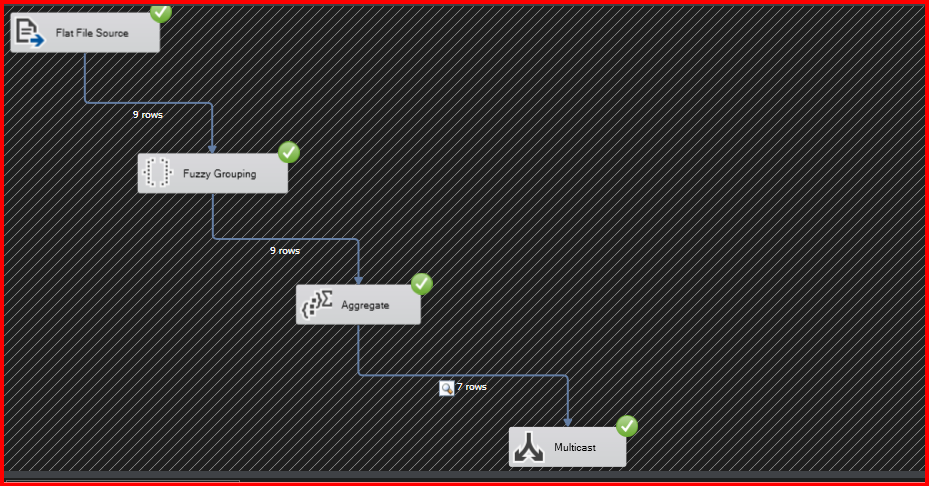 Flat File Source
9 rows
Fuzzy Grouping
9 rows
Aggregate
7 rows
Multicast